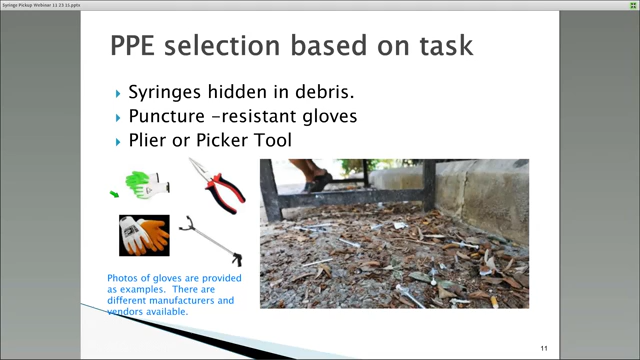 Syringe Pickup Webinar 11 23 15.pptx
PPE selection based on task
Syringes hidden in debris.
Puncture -resistant gloves
Plier or Picker Tool
Photos of gloves are provided
as examples. There are
different manufacturers and
vendors available.
11